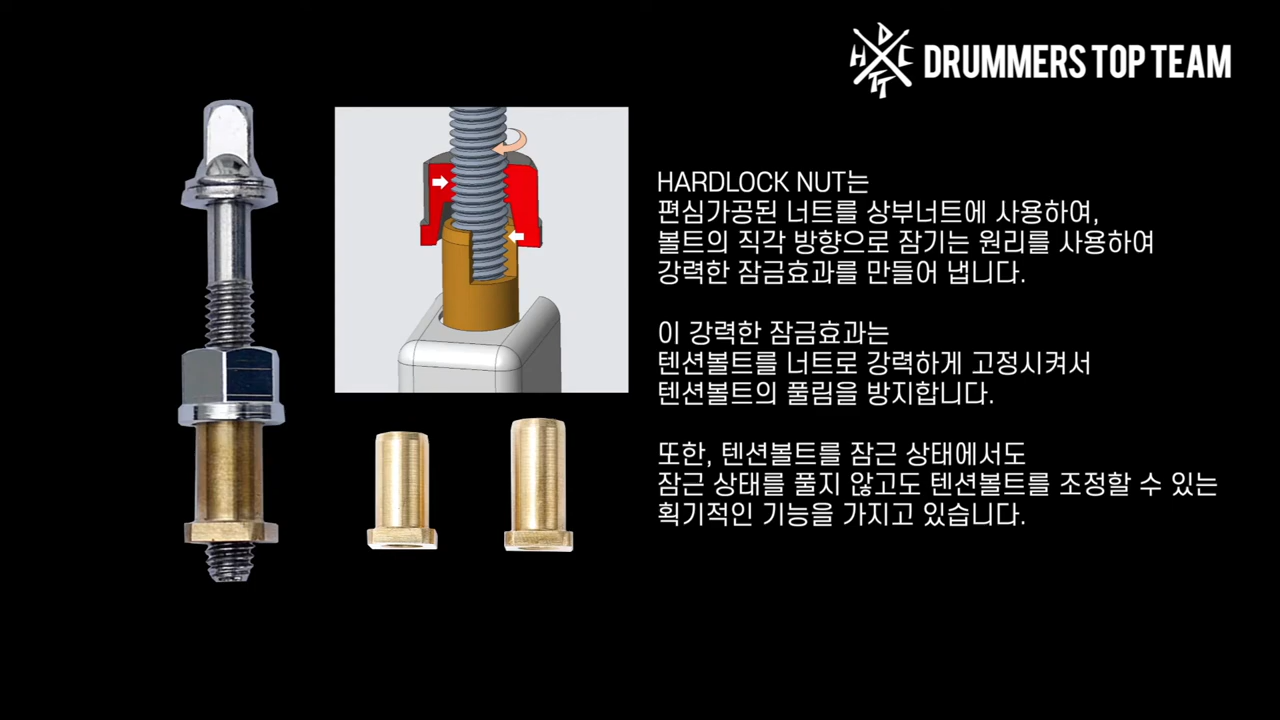 DRUMMERS TOP TEAM
HARDLOCK NUT는
편심가공된 너트를 상부너트에 사용하여,
볼트의 직각 방향으로 잠기는 원리를 사용하여
강력한 잠금효과를 만들어 냅니다.
이 강력한 잠금효과는
텐션볼트를 너트로 강력하게 고정시켜서
텐션볼트의 풀림을 방지합니다.
또한, 텐션볼트를 잠근 상태에서도
잠근 상태를 풀지 않고도 텐션볼트를 조정할 수 있는
획기적인 기능을 가지고 있습니다.